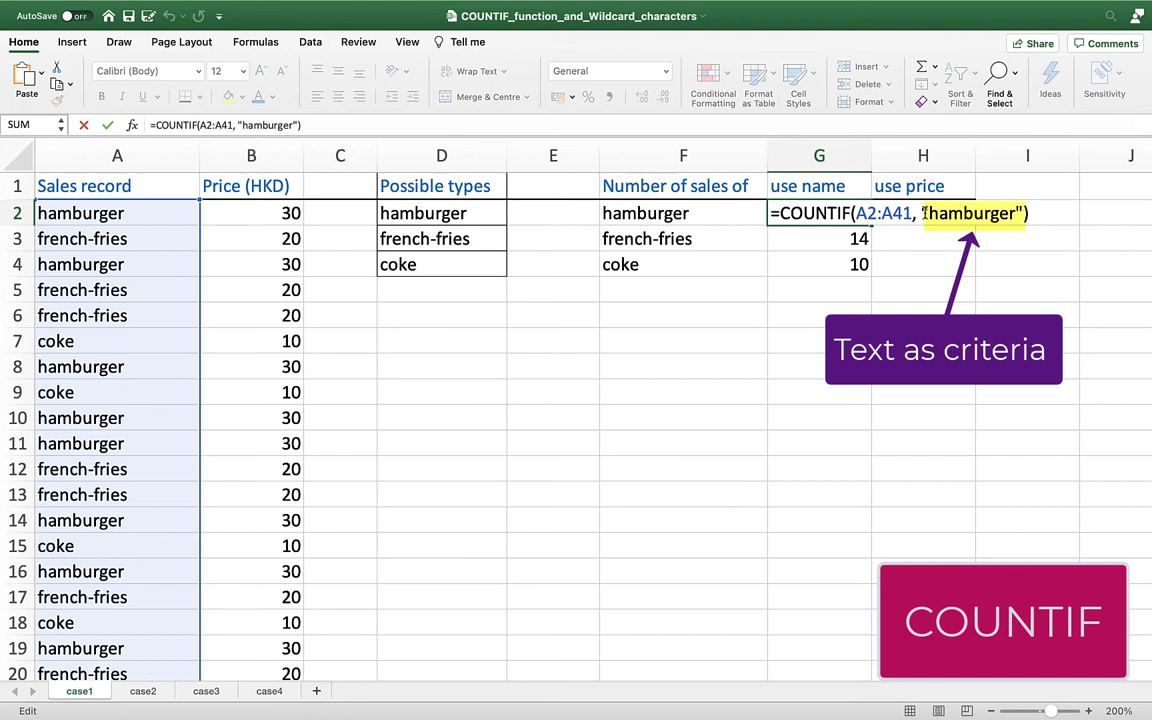 AutoSave OFF COUNTIF_function_and_Wildcard_characters
Home Insert Draw Page Layout Formulas Data Review View Tell me Share Comments
Paste Calibri (Body) 12 Wrap Text General Conditional Formatting Format as Table Cell Styles Insert Sort & Filter Find & Select Ideas Sensitivity
B I U Merge & Centre % Delete
Format
SUM fx =COUNTIF(A2:A41, "hamburger")
A B C D E F G H I J
1 Sales record Price (HKD) Possible types Number of sales of use name use price
2 hamburger 30 hamburger hamburger =COUNTIF(A2:A41, "hamburger")
3 french-fries 20 french-fries french-fries 14
4 hamburger 30 coke coke 10
5 french-fries 20
6 french-fries 20
7 coke 10
8 hamburger 30
9 coke 10
10 hamburger 30
11 hamburger 30
12 french-fries 20
13 french-fries 20
14 hamburger 30
15 coke 10
16 hamburger 30
17 french-fries 20
18 coke 10
19 hamburger 30
20 french-fries 20
Text as criteria
COUNTIF
case1 case2 case3 case4 +
Edit 200%